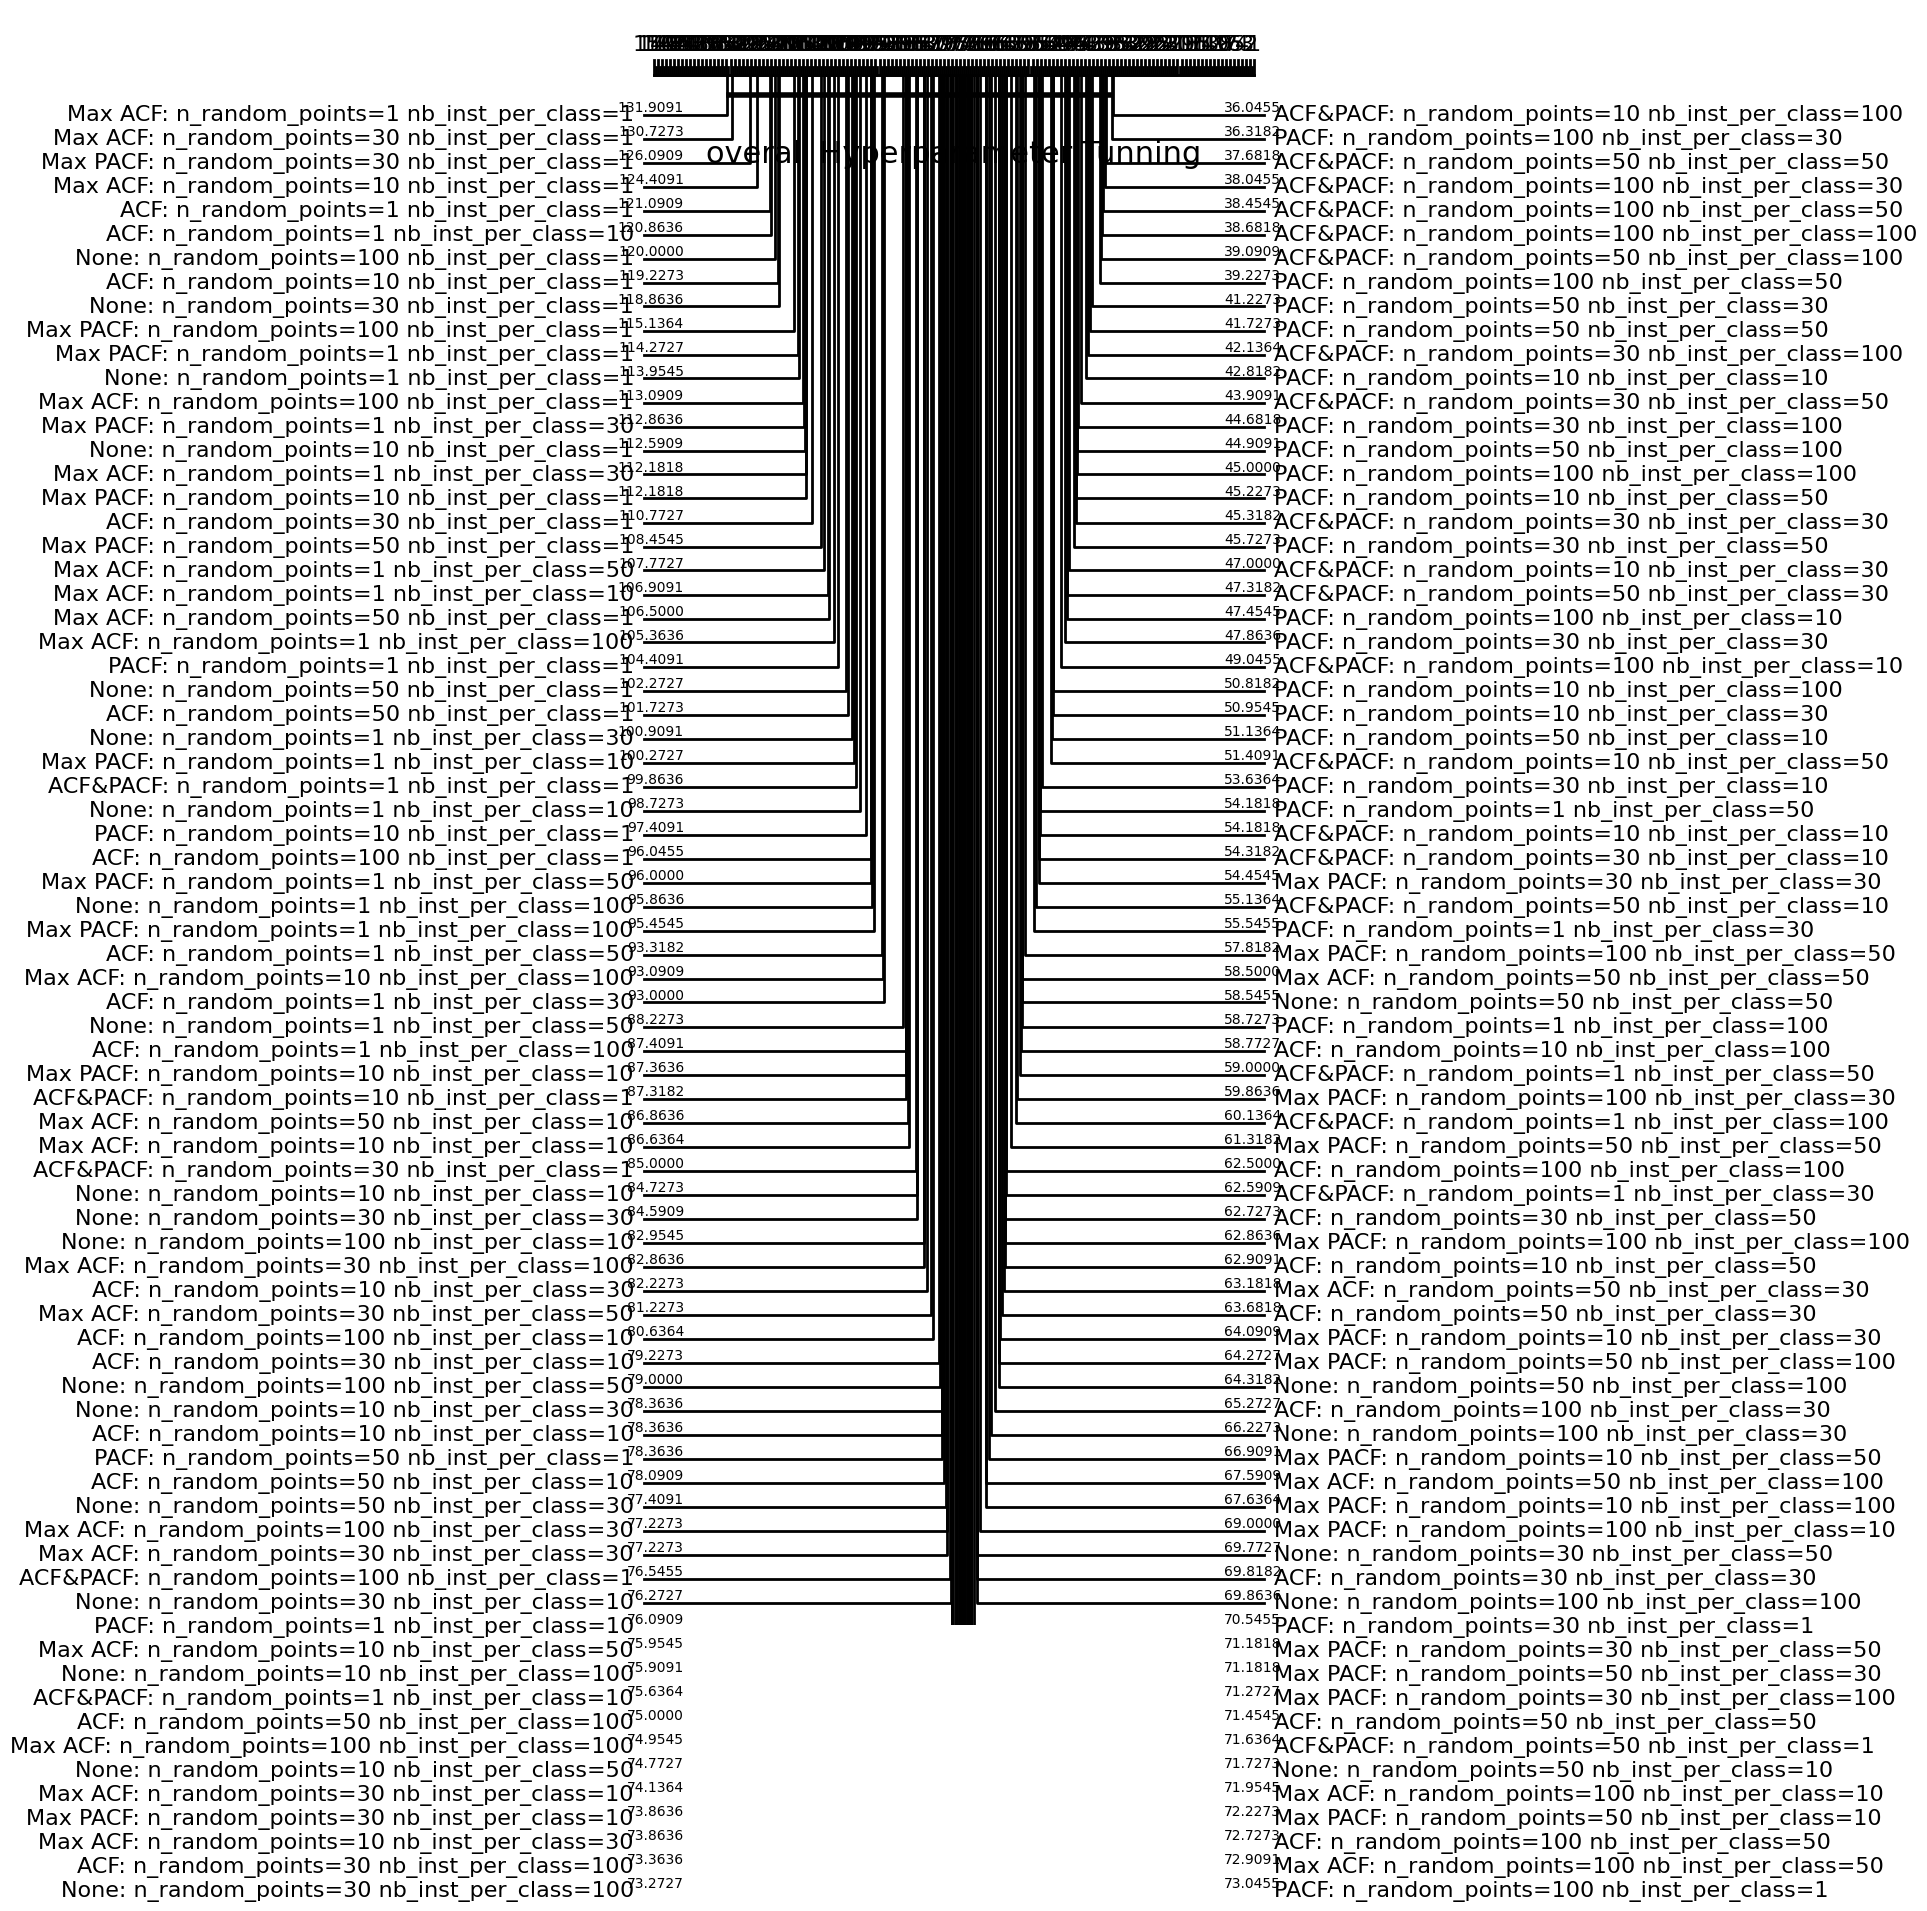 overall Hyperparameter Tunning
Max ACF: n_random_points=1 nb_inst_per_class=1 131.9091 36.0455 ACF&PACF: n_random_points=10 nb_inst_per_class=100
Max ACF: n_random_points=30 nb_inst_per_class=1 130.7273 36.3182 PACF: n_random_points=100 nb_inst_per_class=30
Max PACF: n_random_points=30 nb_inst_per_class=1 126.0909 37.6818 ACF&PACF: n_random_points=50 nb_inst_per_class=50
Max ACF: n_random_points=10 nb_inst_per_class=1 124.4091 38.0455 ACF&PACF: n_random_points=100 nb_inst_per_class=30
ACF: n_random_points=1 nb_inst_per_class=1 121.0909 38.4545 ACF&PACF: n_random_points=100 nb_inst_per_class=50
ACF: n_random_points=1 nb_inst_per_class=10 120.8636 38.6818 ACF&PACF: n_random_points=100 nb_inst_per_class=100
None: n_random_points=100 nb_inst_per_class=1 120.0000 39.0909 ACF&PACF: n_random_points=50 nb_inst_per_class=100
ACF: n_random_points=10 nb_inst_per_class=1 119.2273 39.2273 PACF: n_random_points=100 nb_inst_per_class=50
None: n_random_points=30 nb_inst_per_class=1 118.8636 41.2273 PACF: n_random_points=50 nb_inst_per_class=30
Max PACF: n_random_points=100 nb_inst_per_class=1 115.1364 41.7273 PACF: n_random_points=50 nb_inst_per_class=50
Max PACF: n_random_points=1 nb_inst_per_class=1 114.2727 42.1364 ACF&PACF: n_random_points=30 nb_inst_per_class=100
None: n_random_points=1 nb_inst_per_class=1 113.9545 42.8182 PACF: n_random_points=10 nb_inst_per_class=10
Max ACF: n_random_points=100 nb_inst_per_class=1 113.0909 43.9091 ACF&PACF: n_random_points=30 nb_inst_per_class=50
Max PACF: n_random_points=1 nb_inst_per_class=30 112.8636 44.6818 PACF: n_random_points=30 nb_inst_per_class=100
None: n_random_points=10 nb_inst_per_class=1 112.5909 44.9091 PACF: n_random_points=50 nb_inst_per_class=100
Max ACF: n_random_points=1 nb_inst_per_class=30 112.1818 45.0000 PACF: n_random_points=100 nb_inst_per_class=100
Max PACF: n_random_points=10 nb_inst_per_class=1 112.1818 45.2273 PACF: n_random_points=10 nb_inst_per_class=50
ACF: n_random_points=30 nb_inst_per_class=1 110.7727 45.3182 ACF&PACF: n_random_points=30 nb_inst_per_class=30
Max PACF: n_random_points=50 nb_inst_per_class=1 108.4545 45.7273 PACF: n_random_points=30 nb_inst_per_class=50
Max ACF: n_random_points=1 nb_inst_per_class=50 107.7727 47.0000 ACF&PACF: n_random_points=10 nb_inst_per_class=30
Max ACF: n_random_points=1 nb_inst_per_class=10 106.9091 47.3182 ACF&PACF: n_random_points=50 nb_inst_per_class=30
Max ACF: n_random_points=50 nb_inst_per_class=1 106.5000 47.4545 PACF: n_random_points=100 nb_inst_per_class=10
Max ACF: n_random_points=1 nb_inst_per_class=100 105.3636 47.8636 PACF: n_random_points=30 nb_inst_per_class=30
PACF: n_random_points=1 nb_inst_per_class=1 104.4091 49.0455 ACF&PACF: n_random_points=100 nb_inst_per_class=10
None: n_random_points=50 nb_inst_per_class=1 102.2727 50.8182 PACF: n_random_points=10 nb_inst_per_class=100
ACF: n_random_points=50 nb_inst_per_class=1 101.7273 50.9545 PACF: n_random_points=10 nb_inst_per_class=30
None: n_random_points=1 nb_inst_per_class=30 100.9091 51.1364 PACF: n_random_points=50 nb_inst_per_class=10
Max PACF: n_random_points=1 nb_inst_per_class=10 100.2727 51.4091 ACF&PACF: n_random_points=10 nb_inst_per_class=50
ACF&PACF: n_random_points=1 nb_inst_per_class=1 99.8636 53.6364 PACF: n_random_points=30 nb_inst_per_class=10
None: n_random_points=1 nb_inst_per_class=10 98.7273 54.1818 PACF: n_random_points=1 nb_inst_per_class=50
PACF: n_random_points=10 nb_inst_per_class=1 97.4091 54.1818 ACF&PACF: n_random_points=10 nb_inst_per_class=10
ACF: n_random_points=100 nb_inst_per_class=1 96.0455 54.3182 ACF&PACF: n_random_points=30 nb_inst_per_class=10
Max PACF: n_random_points=1 nb_inst_per_class=50 96.0000 54.4545 Max PACF: n_random_points=30 nb_inst_per_class=30
None: n_random_points=1 nb_inst_per_class=100 95.8636 55.1364 ACF&PACF: n_random_points=50 nb_inst_per_class=10
Max PACF: n_random_points=1 nb_inst_per_class=100 95.4545 55.5455 PACF: n_random_points=1 nb_inst_per_class=30
ACF: n_random_points=1 nb_inst_per_class=50 93.3182 57.8182 Max PACF: n_random_points=100 nb_inst_per_class=50
Max ACF: n_random_points=10 nb_inst_per_class=100 93.0909 58.5000 Max ACF: n_random_points=50 nb_inst_per_class=50
ACF: n_random_points=1 nb_inst_per_class=30 93.0000 58.5455 None: n_random_points=50 nb_inst_per_class=50
None: n_random_points=1 nb_inst_per_class=50 88.2273 58.7273 PACF: n_random_points=1 nb_inst_per_class=100
ACF: n_random_points=1 nb_inst_per_class=100 87.4091 58.7727 ACF: n_random_points=10 nb_inst_per_class=100
Max PACF: n_random_points=10 nb_inst_per_class=10 87.3636 59.0000 ACF&PACF: n_random_points=1 nb_inst_per_class=50
ACF&PACF: n_random_points=10 nb_inst_per_class=1 87.3182 59.8636 Max PACF: n_random_points=100 nb_inst_per_class=30
Max ACF: n_random_points=50 nb_inst_per_class=10 86.8636 60.1364 ACF&PACF: n_random_points=1 nb_inst_per_class=100
Max ACF: n_random_points=10 nb_inst_per_class=10 86.6364 61.3182 Max PACF: n_random_points=50 nb_inst_per_class=50
ACF&PACF: n_random_points=30 nb_inst_per_class=1 85.0000 62.5000 ACF: n_random_points=100 nb_inst_per_class=100
None: n_random_points=10 nb_inst_per_class=10 84.7273 62.5909 ACF&PACF: n_random_points=1 nb_inst_per_class=30
None: n_random_points=30 nb_inst_per_class=30 84.5909 62.7273 ACF: n_random_points=30 nb_inst_per_class=50
None: n_random_points=100 nb_inst_per_class=10 82.9545 62.8636 Max PACF: n_random_points=100 nb_inst_per_class=100
Max ACF: n_random_points=30 nb_inst_per_class=100 82.8636 62.9091 ACF: n_random_points=10 nb_inst_per_class=50
ACF: n_random_points=10 nb_inst_per_class=30 82.2273 63.1818 Max ACF: n_random_points=50 nb_inst_per_class=30
Max ACF: n_random_points=30 nb_inst_per_class=50 81.2273 63.6818 ACF: n_random_points=50 nb_inst_per_class=30
ACF: n_random_points=100 nb_inst_per_class=10 80.6364 64.0909 Max PACF: n_random_points=10 nb_inst_per_class=30
ACF: n_random_points=30 nb_inst_per_class=10 79.2273 64.2727 Max PACF: n_random_points=50 nb_inst_per_class=100
None: n_random_points=100 nb_inst_per_class=50 79.0000 64.3182 None: n_random_points=50 nb_inst_per_class=100
None: n_random_points=10 nb_inst_per_class=30 78.3636 65.2727 ACF: n_random_points=100 nb_inst_per_class=30
ACF: n_random_points=10 nb_inst_per_class=10 78.3636 66.2273 None: n_random_points=100 nb_inst_per_class=30
PACF: n_random_points=50 nb_inst_per_class=1 78.3636 66.9091 Max PACF: n_random_points=10 nb_inst_per_class=50
ACF: n_random_points=50 nb_inst_per_class=10 78.0909 67.5909 Max ACF: n_random_points=50 nb_inst_per_class=100
None: n_random_points=50 nb_inst_per_class=30 77.4091 67.6364 Max PACF: n_random_points=10 nb_inst_per_class=100
Max ACF: n_random_points=100 nb_inst_per_class=30 77.2273 69.0000 Max PACF: n_random_points=100 nb_inst_per_class=10
Max ACF: n_random_points=30 nb_inst_per_class=30 77.2273 69.7727 None: n_random_points=30 nb_inst_per_class=50
ACF&PACF: n_random_points=100 nb_inst_per_class=1 76.5455 69.8182 ACF: n_random_points=30 nb_inst_per_class=30
None: n_random_points=30 nb_inst_per_class=10 76.2727 69.8636 None: n_random_points=100 nb_inst_per_class=100
PACF: n_random_points=1 nb_inst_per_class=10 76.0909 70.5455 PACF: n_random_points=30 nb_inst_per_class=1
Max ACF: n_random_points=10 nb_inst_per_class=50 75.9545 71.1818 Max PACF: n_random_points=30 nb_inst_per_class=50
None: n_random_points=10 nb_inst_per_class=100 75.9091 71.1818 Max PACF: n_random_points=50 nb_inst_per_class=30
ACF&PACF: n_random_points=1 nb_inst_per_class=10 75.6364 71.2727 Max PACF: n_random_points=30 nb_inst_per_class=100
ACF: n_random_points=50 nb_inst_per_class=100 75.0000 71.4545 ACF: n_random_points=50 nb_inst_per_class=50
Max ACF: n_random_points=100 nb_inst_per_class=100 74.9545 71.6364 ACF&PACF: n_random_points=50 nb_inst_per_class=1
None: n_random_points=10 nb_inst_per_class=50 74.7727 71.7273 None: n_random_points=50 nb_inst_per_class=10
Max ACF: n_random_points=30 nb_inst_per_class=10 74.1364 71.9545 Max ACF: n_random_points=100 nb_inst_per_class=10
Max PACF: n_random_points=30 nb_inst_per_class=10 73.8636 72.2273 Max PACF: n_random_points=50 nb_inst_per_class=10
Max ACF: n_random_points=10 nb_inst_per_class=30 73.8636 72.7273 ACF: n_random_points=100 nb_inst_per_class=50
ACF: n_random_points=30 nb_inst_per_class=100 73.3636 72.9091 Max ACF: n_random_points=100 nb_inst_per_class=50
None: n_random_points=30 nb_inst_per_class=100 73.2727 73.0455 PACF: n_random_points=100 nb_inst_per_class=1